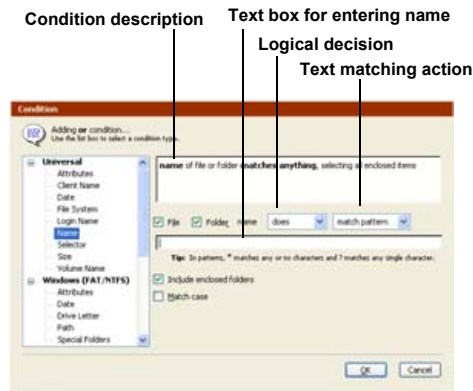 Condition description
Text box for entering name
Logical decision
Text matching action
Condition
Adding or condition...
Use the list box to select a condition type.
Universal
Attributes
Client Name
Date
File System
Login Name
Name
Selector
Size
Volume Name
Windows (FAT/NTFS)
Attributes
Date
Drive Letter
Path
Special Folders
name of file or folder matches anything, selecting all enclosed items
File Folder name does match pattern
Tip: In patterns, * matches any or no characters and ? matches any single character.
Include enclosed folders
Match case
OK Cancel